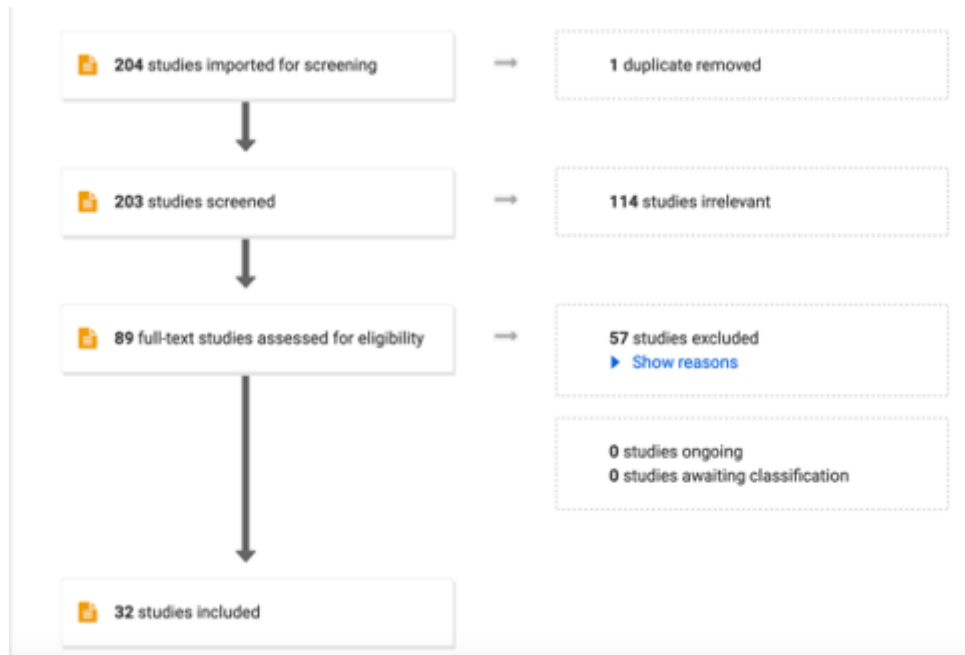 204 studies imported for screening
1 duplicate removed
203 studies screened
114 studies irrelevant
89 full-text studies assessed for eligibility
57 studies excluded
Show reasons
0 studies ongoing
0 studies awaiting classification
32 studies included